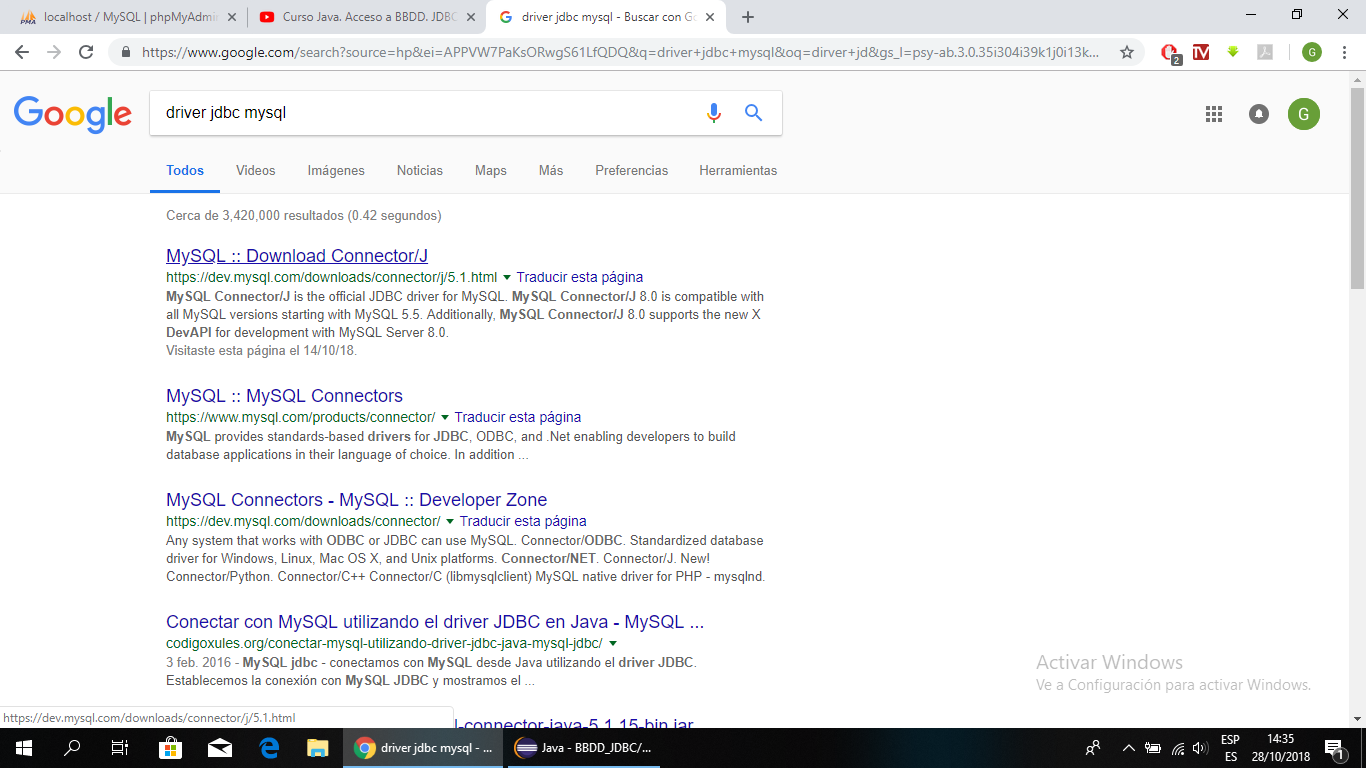 localhost / MySQL | phpMyAdmin
Curso Java. Acceso a BBDD. JDBC
driver jdbc mysql - Buscar con Go
https://www.google.com/search?source=hp&ei=APPVW7PaKsORwgS61LfQDQ&q=driver+jdbc+mysql&oq=dirver+jd&gs_l=psy-ab.3.0.35i304i39k1j0i13k...
2
G
Google
driver jdbc mysql
G
Todos Videos Imágenes Noticias Maps Más Preferencias Herramientas
Cerca de 3,420,000 resultados (0.42 segundos)
MySQL :: Download Connector/J
https://dev.mysql.com/downloads/connector/j/5.1.html Traducir esta página
MySQL Connector/J is the official JDBC driver for MySQL. MySQL Connector/J 8.0 is compatible with
all MySQL versions starting with MySQL 5.5. Additionally, MySQL Connector/J 8.0 supports the new X
DevAPI for development with MySQL Server 8.0.
Visitaste esta página el 14/10/18.
MySQL :: MySQL Connectors
https://www.mysql.com/products/connector/ Traducir esta página
MySQL provides standards-based drivers for JDBC, ODBC, and .Net enabling developers to build
database applications in their language of choice. In addition ...
MySQL Connectors - MySQL :: Developer Zone
https://dev.mysql.com/downloads/connector/ Traducir esta página
Any system that works with ODBC or JDBC can use MySQL. Connector/ODBC. Standardized database
driver for Windows, Linux, Mac OS X, and Unix platforms. Connector/NET. Connector/J. New!
Connector/Python. Connector/C++ Connector/C (libmysqlclient) MySQL native driver for PHP - mysqlnd.
Conectar con MySQL utilizando el driver JDBC en Java - MySQL ...
codigoxules.org/conectar-mysql-utilizando-driver-jdbc-java-mysql-jdbc/
3 feb. 2016 - MySQL jdbc - conectamos con MySQL desde Java utilizando el driver JDBC.
Establecemos la conexión con MySQL JDBC y mostramos el ...
Activar Windows
Ve a Configuración para activar Windows.
https://dev.mysql.com/downloads/connector/j/5.1.html
l-connector-java-5.1.15-bin.jar
driver jdbc mysql - ...
Java - BBDD_JDBC/...
ESP
ES
14:35
28/10/2018
1